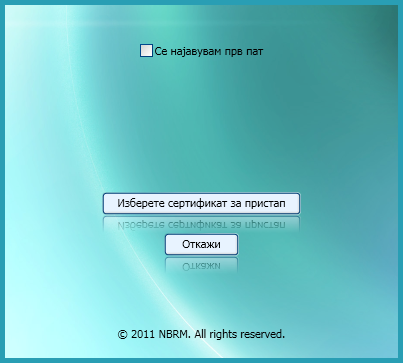 Се најавувам прв пат
Изберете сертификат за пристап
Откажи
© 2011 NBRM. All rights reserved.